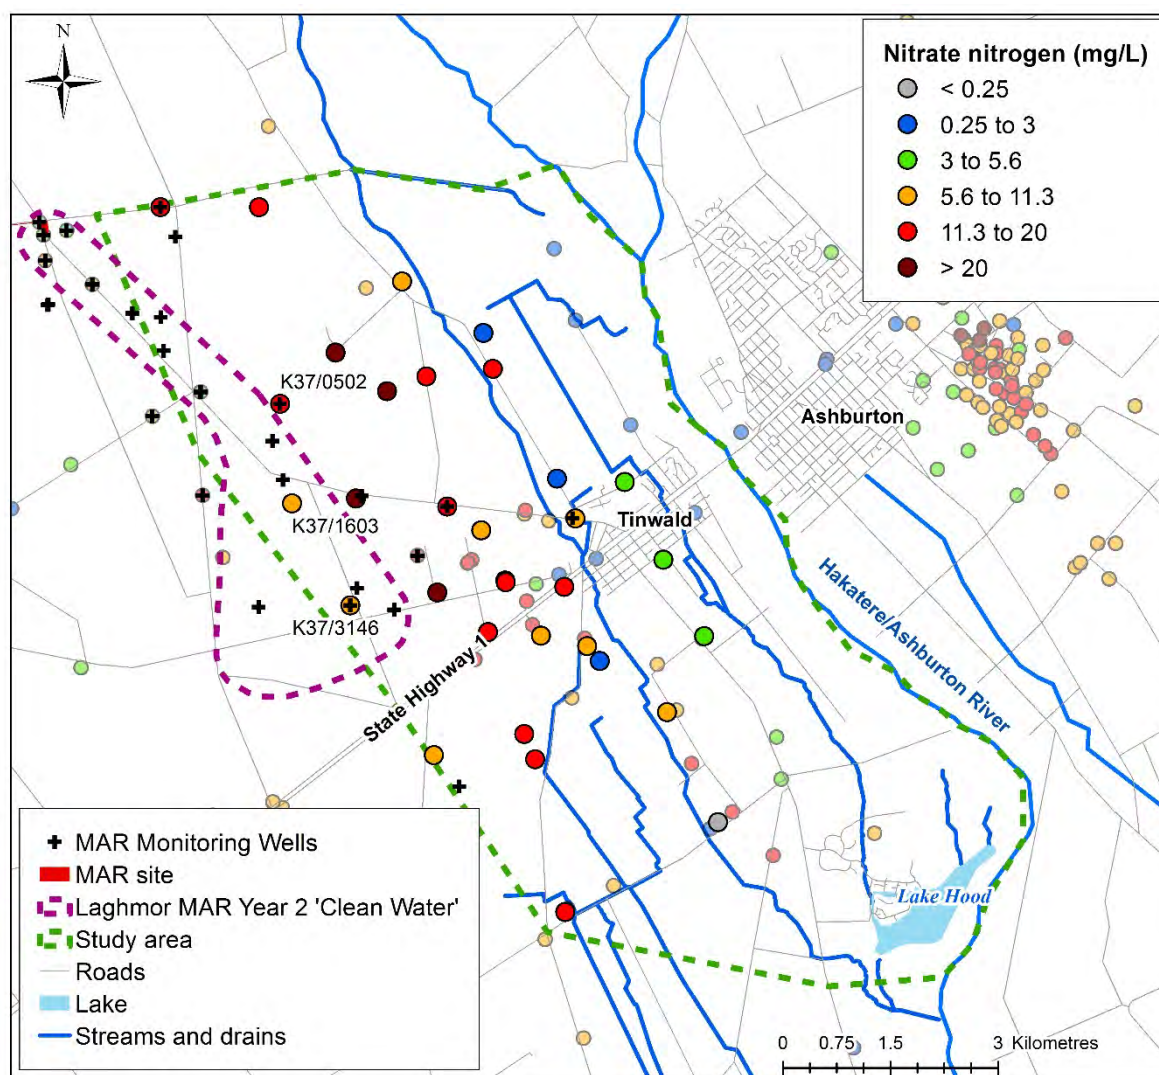 N
Nitrate nitrogen (mg/L)
< 0.25
0.25 to 3
3 to 5.6
5.6 to 11.3
11.3 to 20
> 20
K37/0502
Ashburton
K37/1603
Tinwald
K37/3146
Hakatere/Ashburton River
State Highway 1
Lake Hood
MAR Monitoring Wells
MAR site
Laghmor MAR Year 2 'Clean Water'
Study area
Roads
Lake
Streams and drains
0 0.75 1.5 3 Kilometres